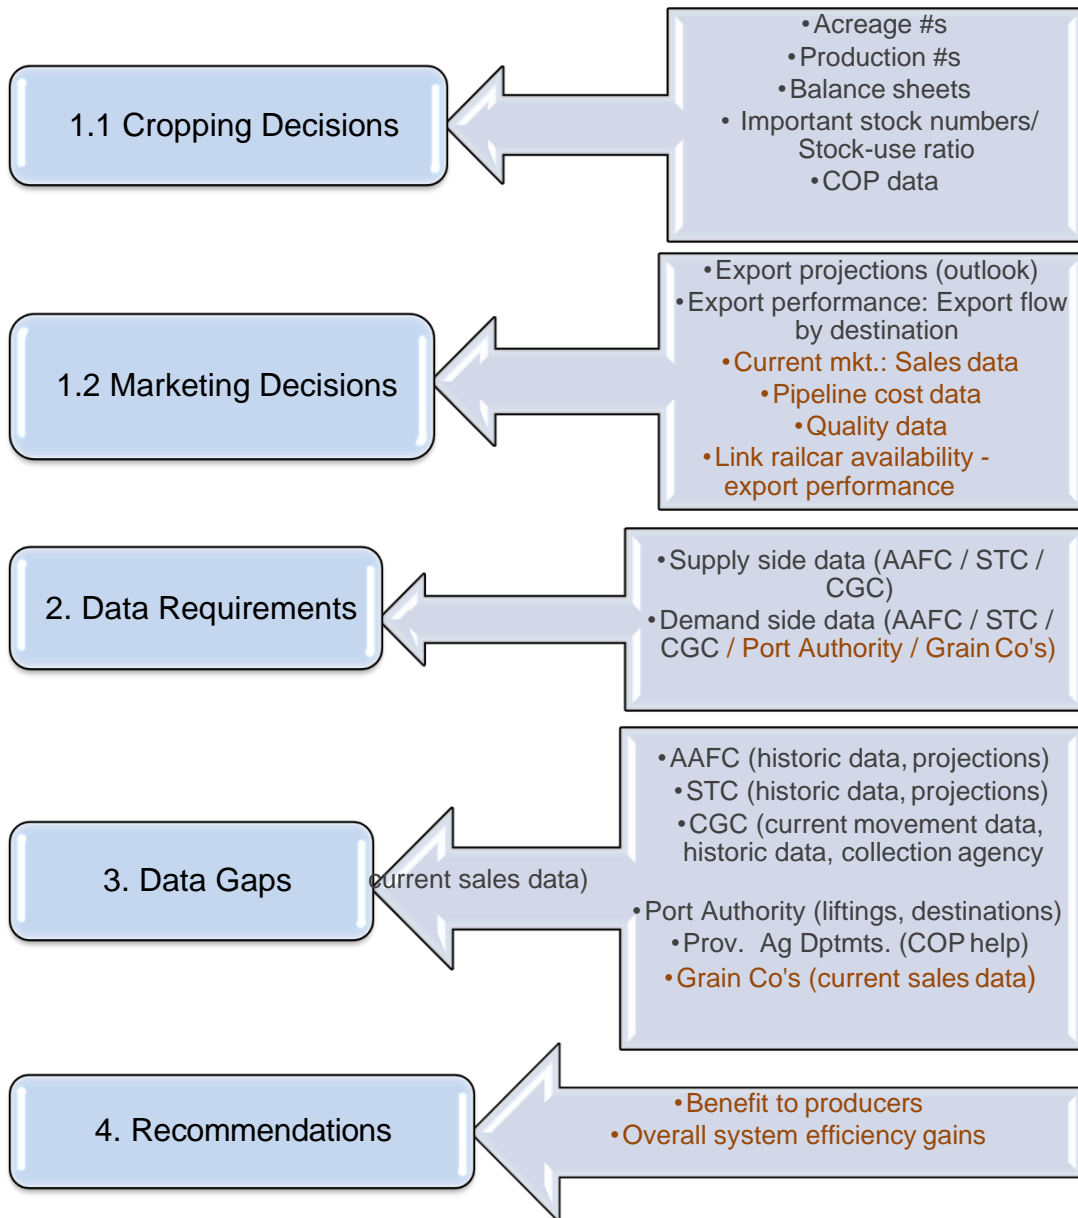 1.1 Cropping Decisions
•Acreage #s
•Production #s
•Balance sheets
• Important stock numbers/
Stock-use ratio
•COP data
1.2 Marketing Decisions
•Export projections (outlook)
•Export performance: Export flow
by destination
•Current mkt.: Sales data
•Pipeline cost data
•Quality data
•Link railcar availability -
export performance
2. Data Requirements
•Supply side data (AAFC / STC /
CGC)
•Demand side data (AAFC / STC /
CGC / Port Authority / Grain Co's)
3. Data Gaps
•AAFC (historic data, projections)
•STC (historic data, projections)
•CGC (current movement data,
historic data, collection agency
current sales data)
•Port Authority (liftings, destinations)
•Prov. Ag Dptmts. (COP help)
•Grain Co's (current sales data)
4. Recommendations
•Benefit to producers
•Overall system efficiency gains